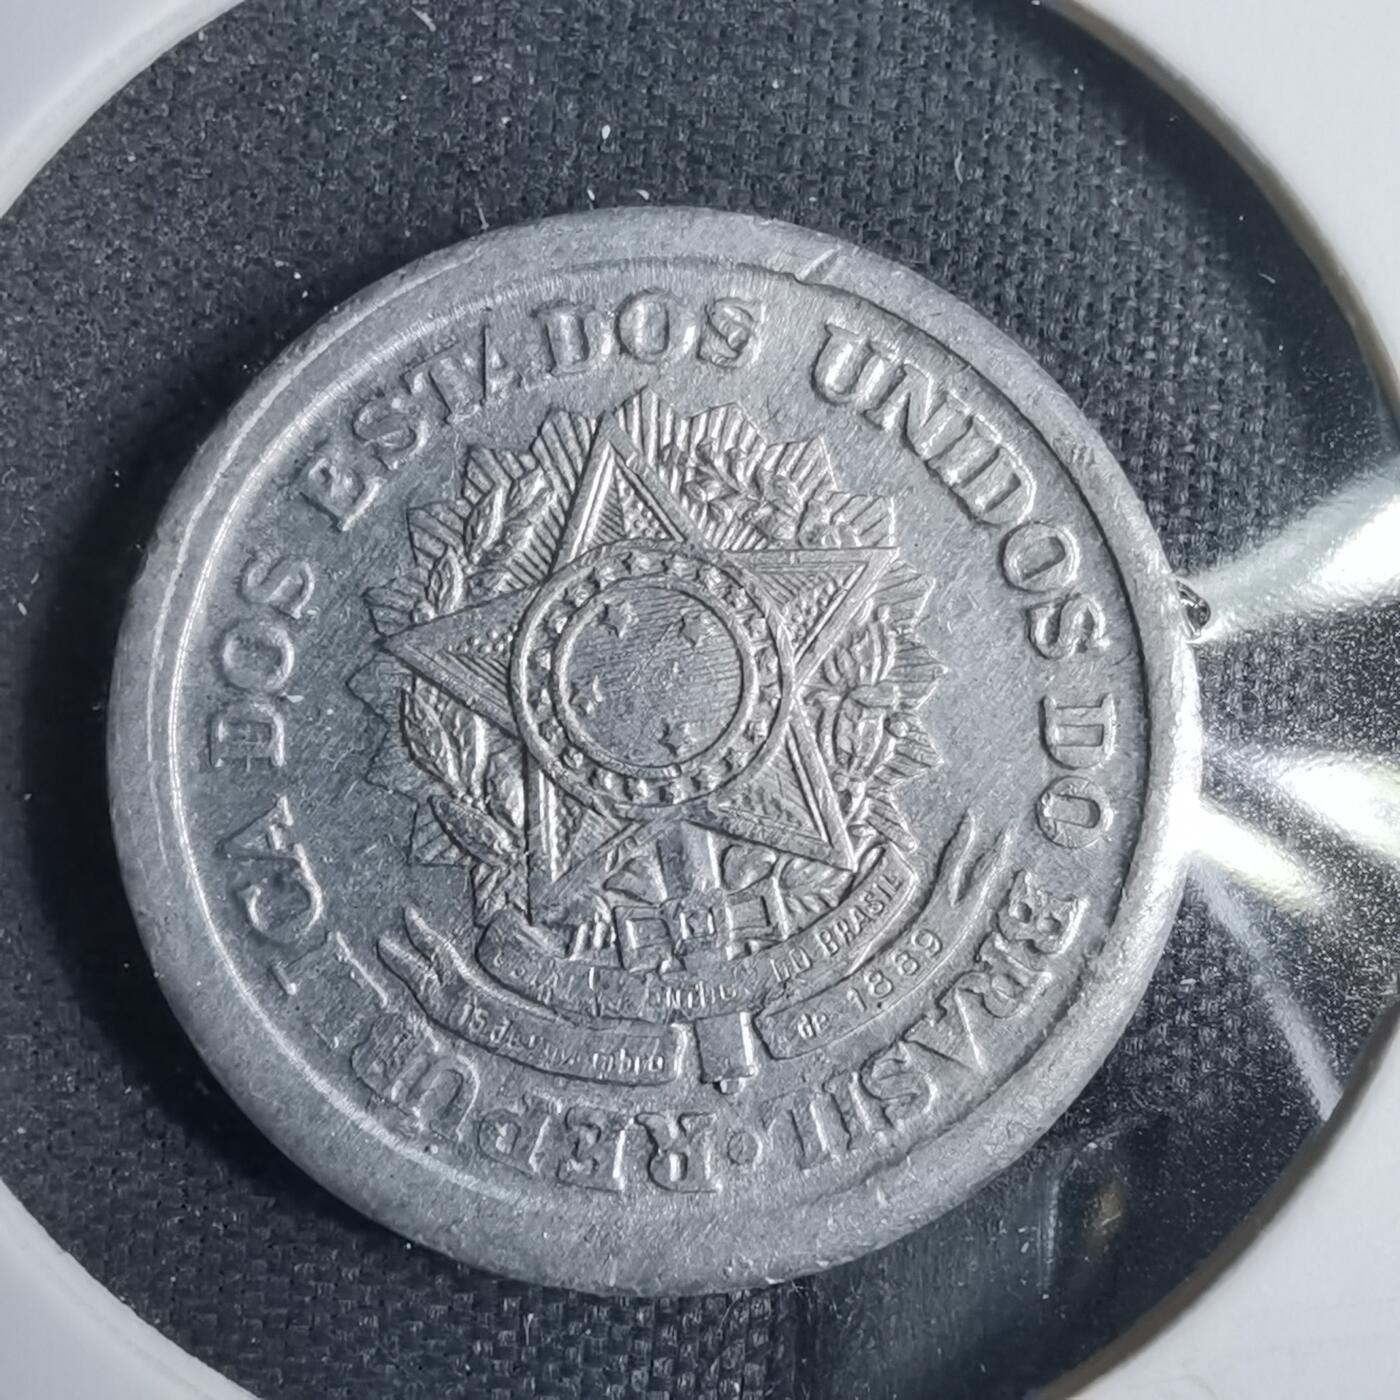 REPUBLICA DOS ESTADOS UNIDOS DO BRASIL
DO BRASIL
15 de novembro
de 1889